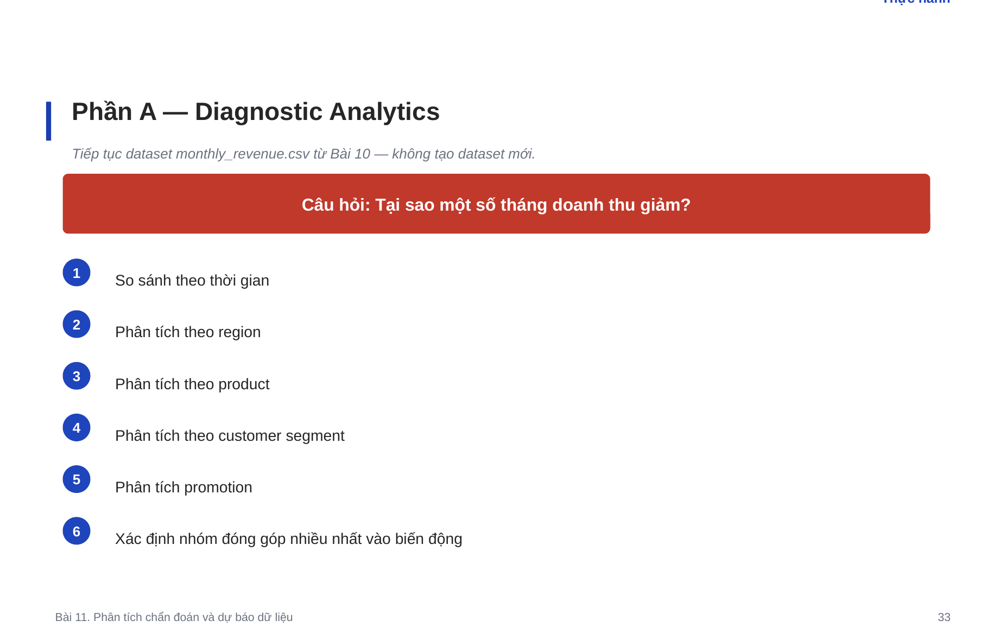 Thực hành
Phần A — Diagnostic Analytics
Tiếp tục dataset monthly_revenue.csv từ Bài 10 — không tạo dataset mới.
Câu hỏi: Tại sao một số tháng doanh thu giảm?
1 So sánh theo thời gian
2 Phân tích theo region
3 Phân tích theo product
4 Phân tích theo customer segment
5 Phân tích promotion
6 Xác định nhóm đóng góp nhiều nhất vào biến động
Bài 11. Phân tích chẩn đoán và dự báo dữ liệu 33